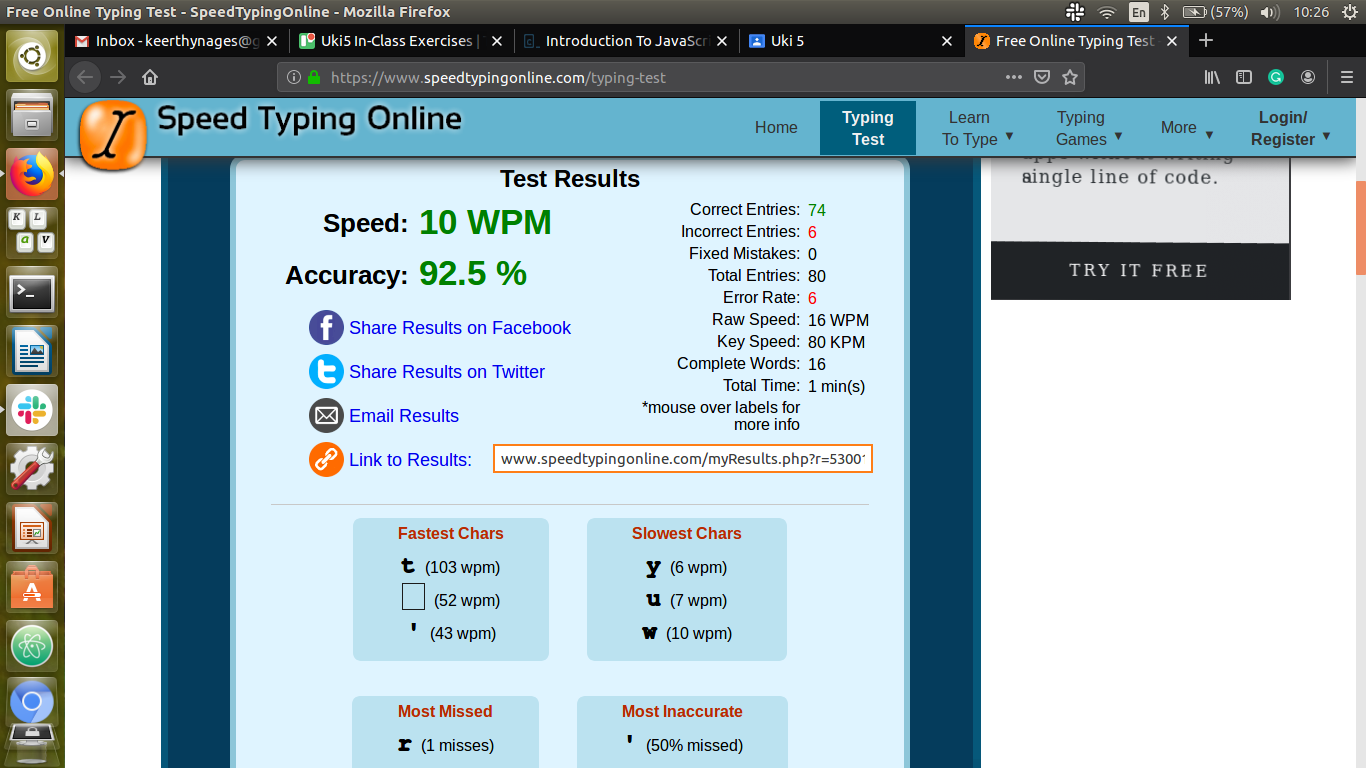 Free Online Typing Test - SpeedTypingOnline - Mozilla Firefox
En (57%) 10:26
Inbox - keerthynages@g
Uki5 In-Class Exercises |
Introduction To JavaScri
Uki 5
Free Online Typing Test
https://www.speedtypingonline.com/typing-test
Speed Typing Online
Home
Typing Test
Learn To Type ▼
Typing Games ▼
More ▼
Login/ Register ▼
single line of code.
TRY IT FREE
Test Results
Speed: 10 WPM
Accuracy: 92.5 %
Share Results on Facebook
Share Results on Twitter
Email Results
Link to Results: www.speedtypingonline.com/myResults.php?r=5300
Correct Entries: 74
Incorrect Entries: 6
Fixed Mistakes: 0
Total Entries: 80
Error Rate: 6
Raw Speed: 16 WPM
Key Speed: 80 KPM
Complete Words: 16
Total Time: 1 min(s)
*mouse over labels for
more info
Fastest Chars
t (103 wpm)
(52 wpm)
' (43 wpm)
Slowest Chars
y (6 wpm)
u (7 wpm)
w (10 wpm)
Most Missed
r (1 misses)
Most Inaccurate
' (50% missed)